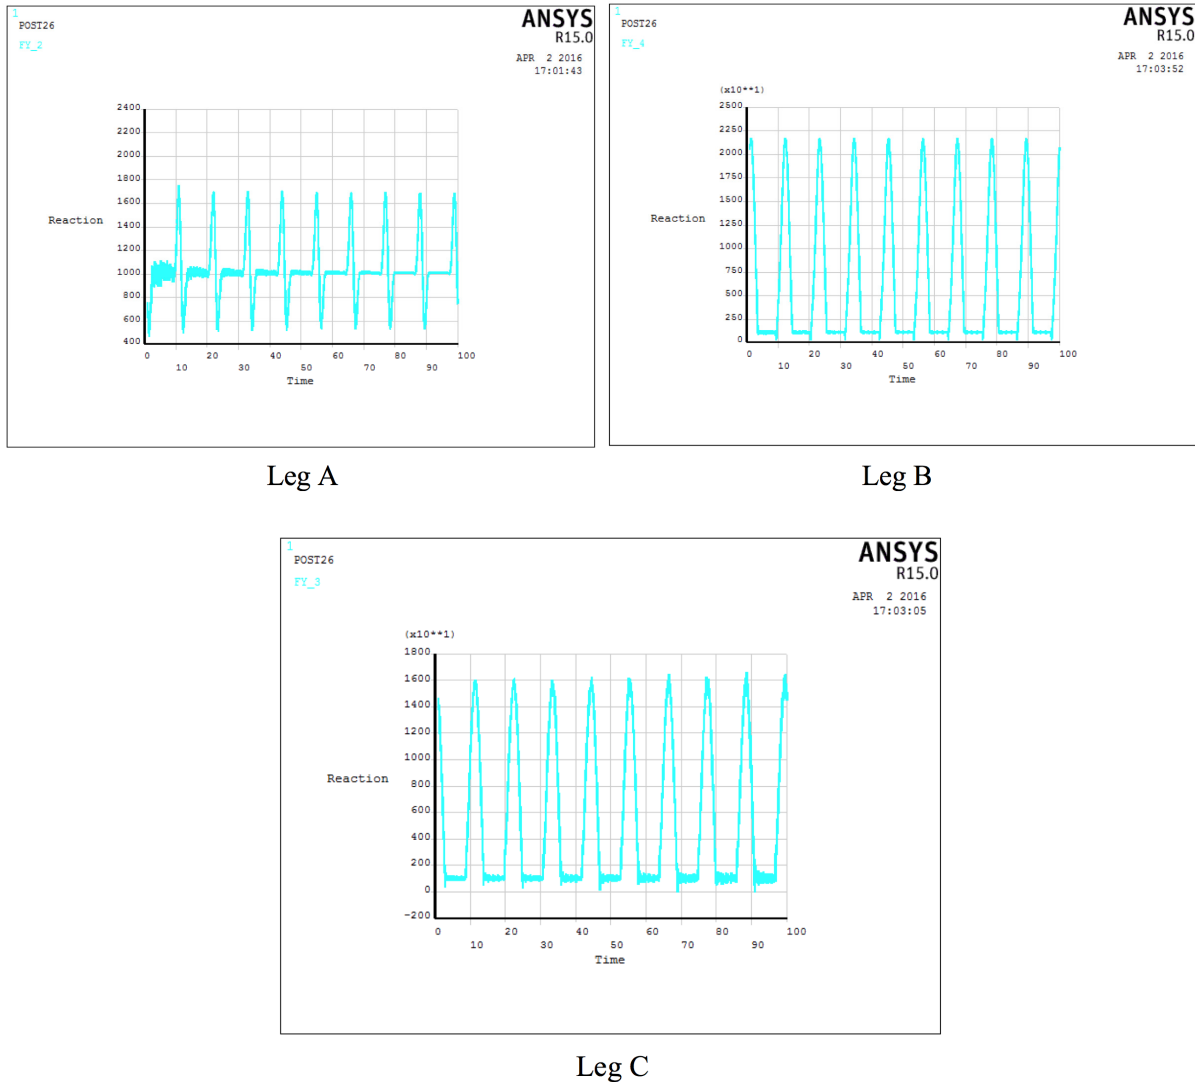 1
POST26
FY_2
ANSYS
R15.0
APR 2 2016
17:01:43
2400
2200
2000
1800
1600
1400
1200
1000
800
600
400
Reaction
0 20 40 60 80 100
10 30 50 70 90
Time
Leg A
1
POST26
FY_4
ANSYS
R15.0
APR 2 2016
17:03:52
(x10**1)
2500
2250
2000
1750
1500
1250
1000
750
500
250
0
Reaction
0 20 40 60 80 100
10 30 50 70 90
Time
Leg B
1
POST26
FY_3
ANSYS
R15.0
APR 2 2016
17:03:05
(x10**1)
1800
1600
1400
1200
1000
800
600
400
200
0
-200
Reaction
0 20 40 60 80 100
10 30 50 70 90
Time
Leg C